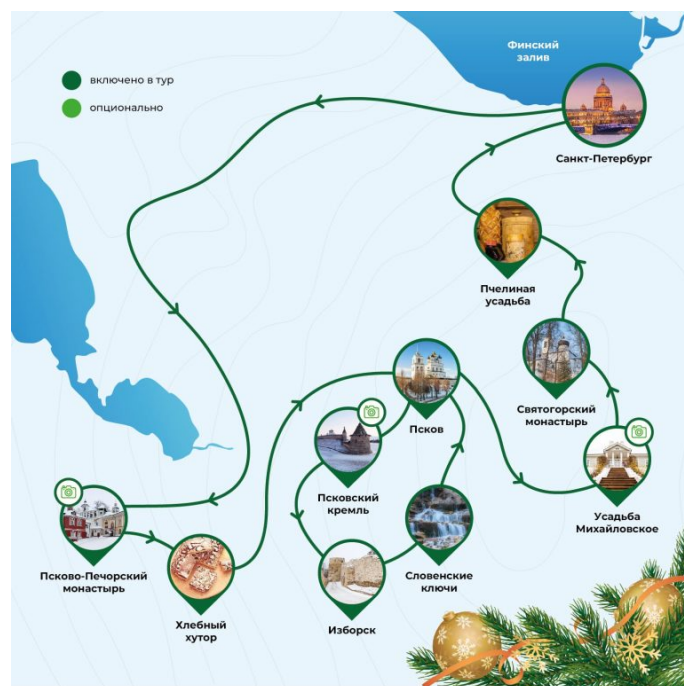 Финский
залив
включено в тур
опционально
Санкт-Петербург
Пчелиная
усадьба
Святогорский
монастырь
Псков
Псковский
кремль
Усадьба
Михайловское
Псково-Печорский
монастырь
Словенские
ключи
Хлебный
хутор
Изборск